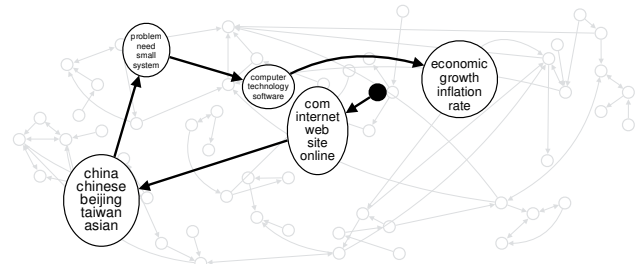 problem
need
small
system
computer
technology
software
economic
growth
inflation
rate
com
internet
web
site
online
china
chinese
beijing
taiwan
asian